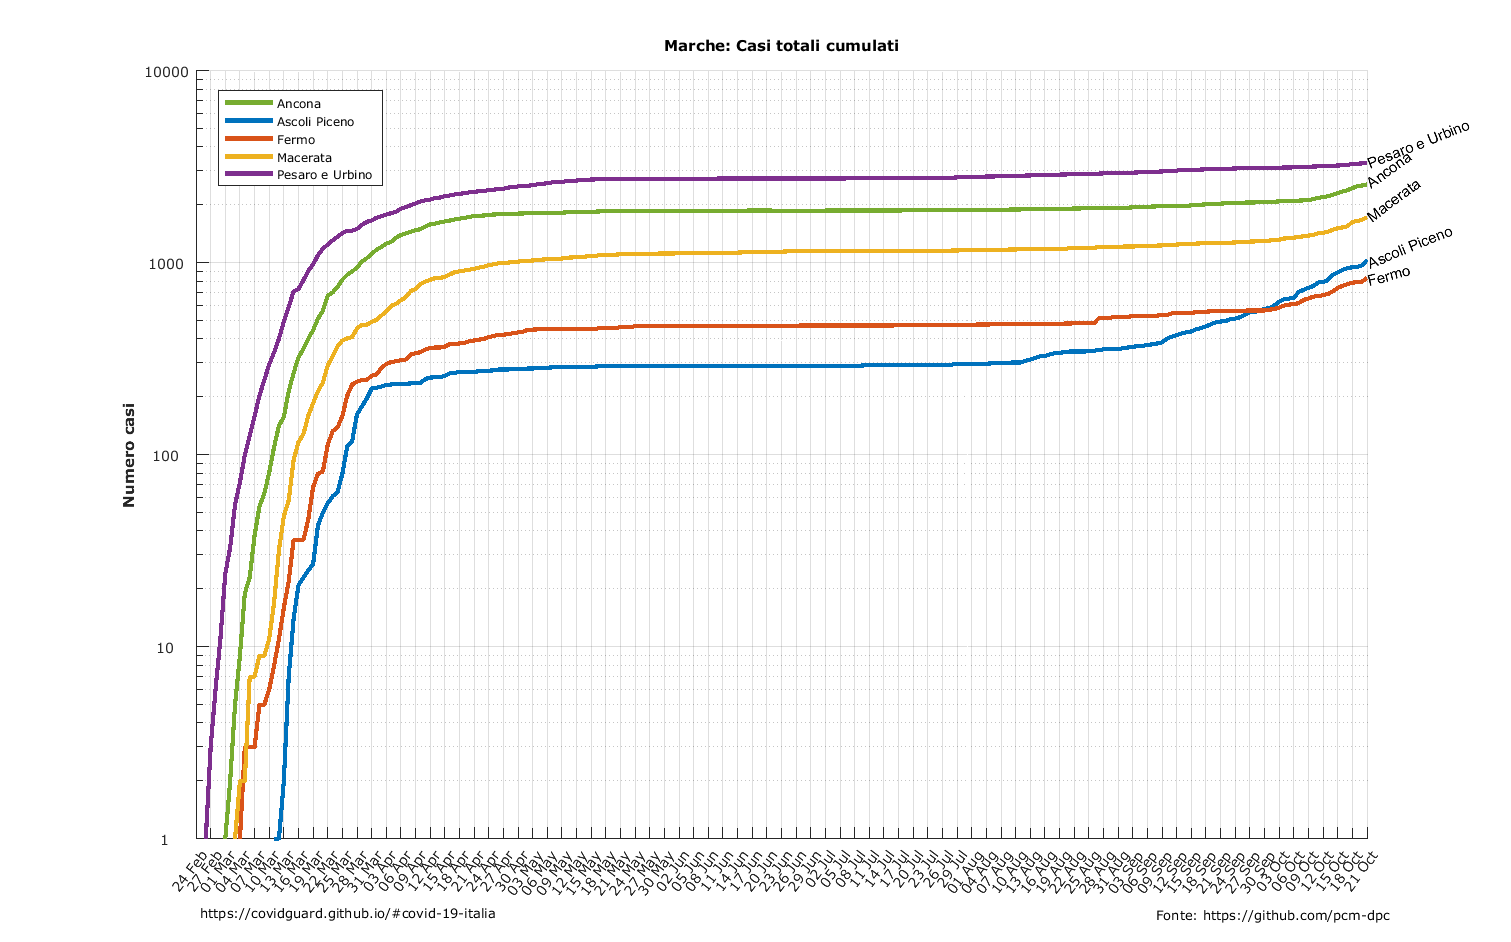 Marche: Casi totali cumulati
10000
1000
100
10
1
Numero casi
Ancona
Ascoli Piceno
Fermo
Macerata
Pesaro e Urbino
Pesaro e Urbino
Ancona
Macerata
Ascoli Piceno
Fermo
24 Feb
27 Feb
01 Mar
04 Mar
07 Mar
10 Mar
13 Mar
16 Mar
19 Mar
22 Mar
25 Mar
28 Mar
31 Mar
03 Apr
06 Apr
09 Apr
12 Apr
15 Apr
18 Apr
21 Apr
24 Apr
27 Apr
30 Apr
03 May
06 May
09 May
12 May
15 May
18 May
21 May
24 May
27 May
30 May
02 Jun
05 Jun
08 Jun
11 Jun
14 Jun
17 Jun
20 Jun
23 Jun
26 Jun
29 Jun
02 Jul
05 Jul
08 Jul
11 Jul
14 Jul
17 Jul
20 Jul
23 Jul
26 Jul
29 Jul
01 Aug
04 Aug
07 Aug
10 Aug
13 Aug
16 Aug
19 Aug
22 Aug
25 Aug
28 Aug
31 Aug
03 Sep
06 Sep
09 Sep
12 Sep
15 Sep
18 Sep
21 Sep
24 Sep
27 Sep
30 Sep
03 Oct
06 Oct
09 Oct
12 Oct
15 Oct
18 Oct
21 Oct
https://covidguard.github.io/#covid-19-italia
Fonte: https://github.com/pcm-dpc